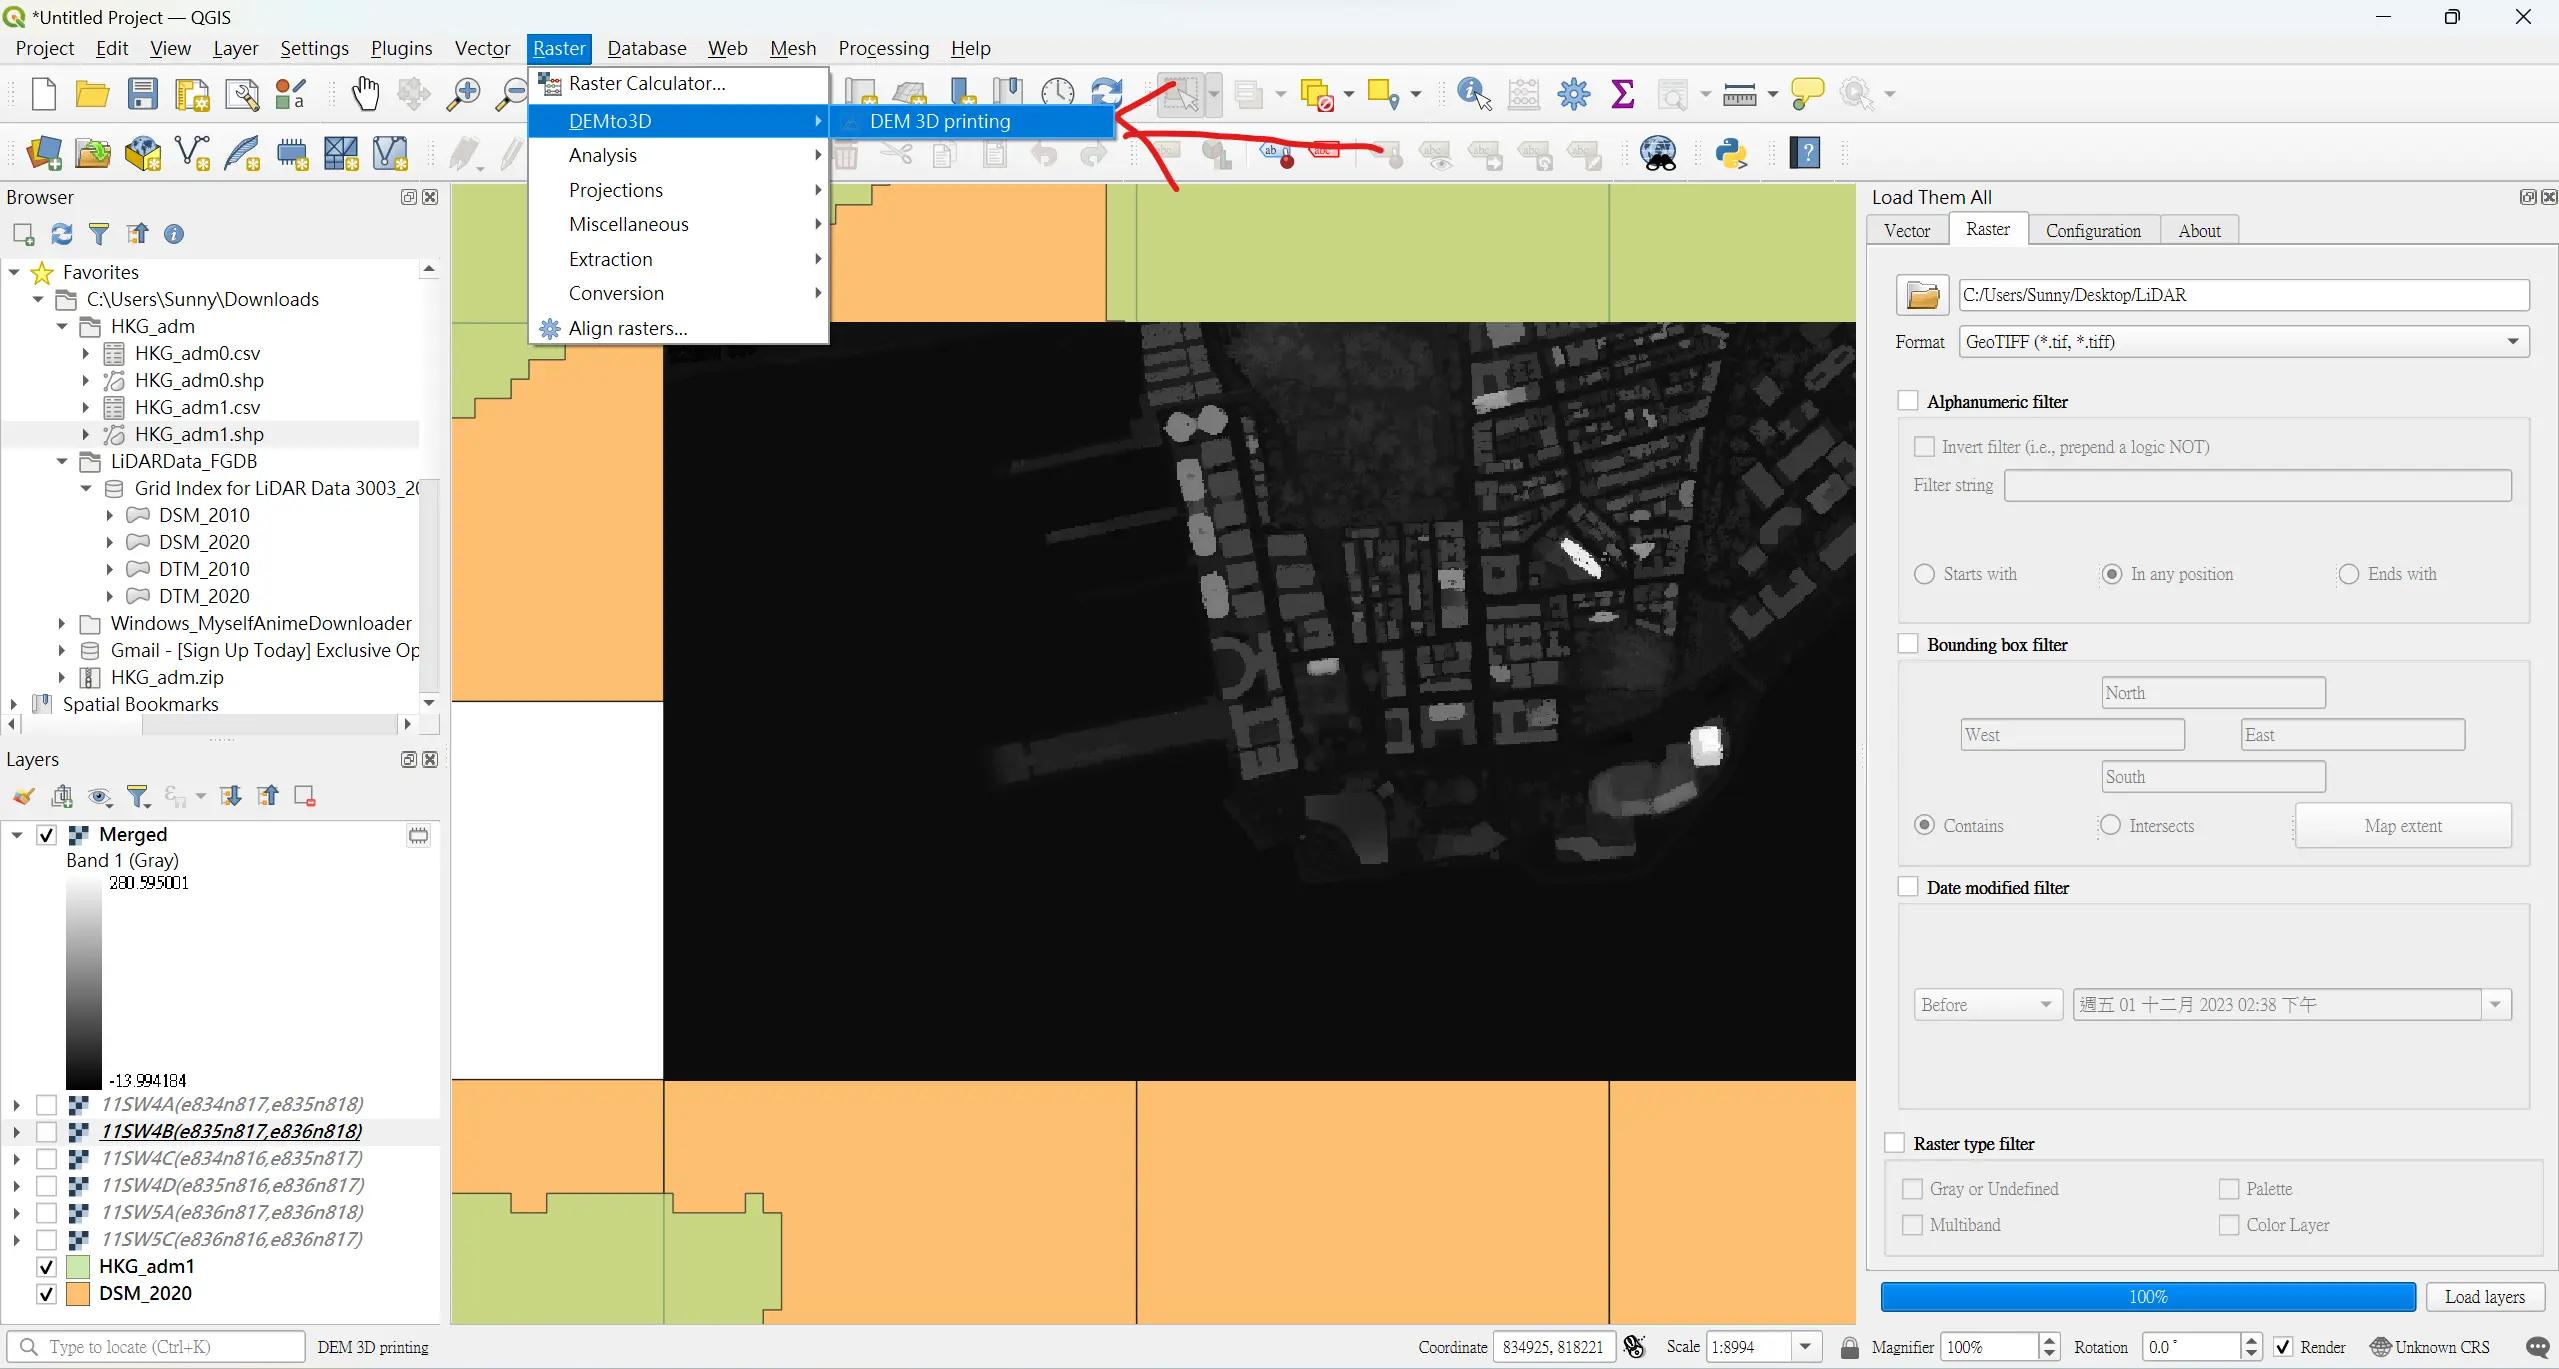 *Untitled Project — QGIS
Project Edit View Layer Settings Plugins Vector Raster Database Web Mesh Processing Help
Raster Calculator...
DEMto3D
DEM 3D printing
Analysis
Projections
Miscellaneous
Extraction
Conversion
Align rasters...
Browser
Favorites
C:\Users\Sunny\Downloads
HKG_adm
HKG_adm0.csv
HKG_adm0.shp
HKG_adm1.csv
HKG_adm1.shp
LiDARData_FGDB
Grid Index for LiDAR Data 3003_20
DSM_2010
DSM_2020
DTM_2010
DTM_2020
Windows_MyselfAnimeDownloader
Gmail - [Sign Up Today] Exclusive Op
HKG_adm.zip
Spatial Bookmarks
Layers
Merged
Band 1 (Gray)
280.595001
-13.994184
11SW4A(e834n817,e835n818)
11SW4B(e835n817,e836n818)
11SW4C(e834n816,e835n817)
11SW4D(e835n816,e836n817)
11SW5A(e836n817,e836n818)
11SW5C(e836n816,e836n817)
HKG_adm1
DSM_2020
Load Them All
Vector Raster Configuration About
C:/Users/Sunny/Desktop/LiDAR
Format GeoTIFF (*.tif, *.tiff)
Alphanumeric filter
Invert filter (i.e., prepend a logic NOT)
Filter string
Starts with In any position Ends with
Bounding box filter
North
West East
South
Contains Intersects Map extent
Date modified filter
Before 週五 01 十二月 2023 02:38 下午
Raster type filter
Gray or Undefined Palette
Multiband Color Layer
100% Load layers
Type to locate (Ctrl+K) DEM 3D printing Coordinate 834925, 818221 Scale 1:8994 Magnifier 100% Rotation 0.0 ° Render Unknown CRS